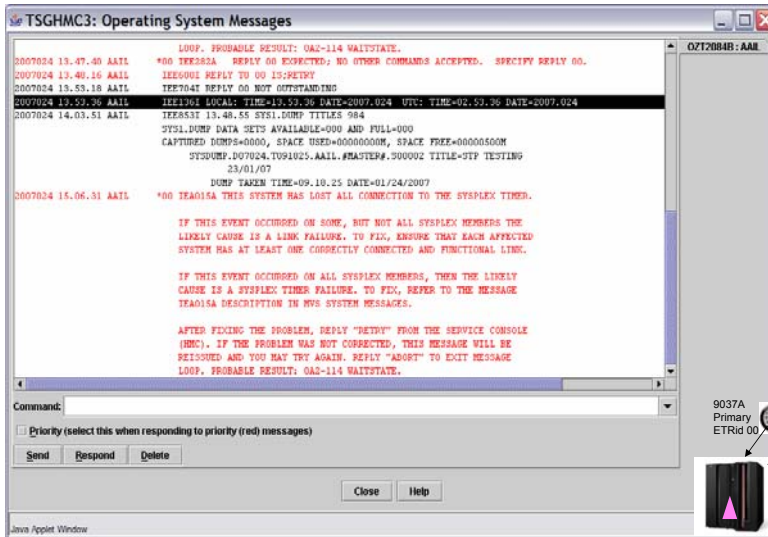 TSGHMC3: Operating System Messages
OZT2084B : AAIL
LOOP. PROBABLE RESULT: 0A2-114 WAITSTATE.
2007024 13.47.40 AAIL *00 IEE282A REPLY 00 EXPECTED; NO OTHER COMMANDS ACCEPTED. SPECIFY REPLY 00.
2007024 13.48.16 AAIL IEE600I REPLY TO 00 IS;RETRY
2007024 13.53.18 AAIL IEE704I REPLY 00 NOT OUTSTANDING
2007024 13.53.36 AAIL IEE136I LOCAL: TIME=13.53.36 DATE=2007.024 UTC: TIME=02.53.36 DATE=2007.024
2007024 14.03.51 AAIL IEE853I 13.48.55 SYS1.DUMP TITLES 984
SYS1.DUMP DATA SETS AVAILABLE=000 AND FULL=000
CAPTURED DUMPS=0000, SPACE USED=00000000M, SPACE FREE=00000500M
SYSDUMP.D07024.T091025.AAIL.#MASTER#.S00002 TITLE=STP TESTING
23/01/07
DUMP TAKEN TIME=09.10.25 DATE=01/24/2007
2007024 15.06.31 AAIL *00 IEA015A THIS SYSTEM HAS LOST ALL CONNECTION TO THE SYSPLEX TIMER.
IF THIS EVENT OCCURRED ON SOME, BUT NOT ALL SYSPLEX MEMBERS THE
LIKELY CAUSE IS A LINK FAILURE. TO FIX, ENSURE THAT EACH AFFECTED
SYSTEM HAS AT LEAST ONE CORRECTLY CONNECTED AND FUNCTIONAL LINK.
IF THIS EVENT OCCURRED ON ALL SYSPLEX MEMBERS, THEN THE LIKELY
CAUSE IS A SYSPLEX TIMER FAILURE. TO FIX, REFER TO THE MESSAGE
IEA015A DESCRIPTION IN MVS SYSTEM MESSAGES.
AFTER FIXING THE PROBLEM, REPLY "RETRY" FROM THE SERVICE CONSOLE
(HMC). IF THE PROBLEM WAS NOT CORRECTED, THIS MESSAGE WILL BE
REISSUED AND YOU MAY TRY AGAIN. REPLY "ABORT" TO EXIT MESSAGE
LOOP. PROBABLE RESULT: 0A2-114 WAITSTATE.
Command:
Priority (select this when responding to priority (red) messages)
Send Respond Delete
Close Help
Java Applet Window
9037A
Primary
ETRid 00